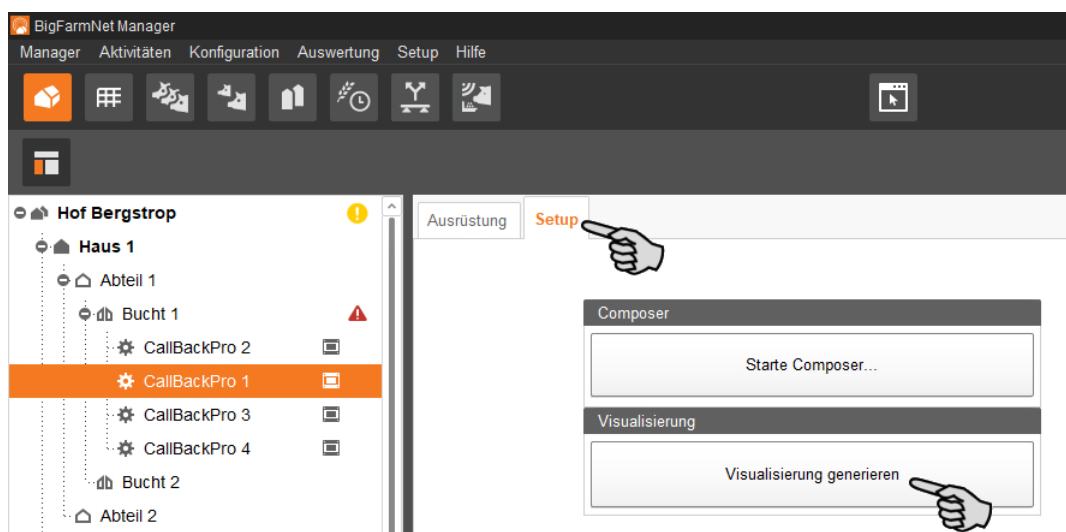 BigFarmNet Manager
Manager Aktivitäten Konfiguration Auswertung Setup Hilfe
Hof Bergstrop
Haus 1
Abteil 1
Bucht 1
CallBackPro 2
CallBackPro 1
CallBackPro 3
CallBackPro 4
Bucht 2
Abteil 2
Ausrüstung Setup
Composer
Starte Composer...
Visualisierung
Visualisierung generieren